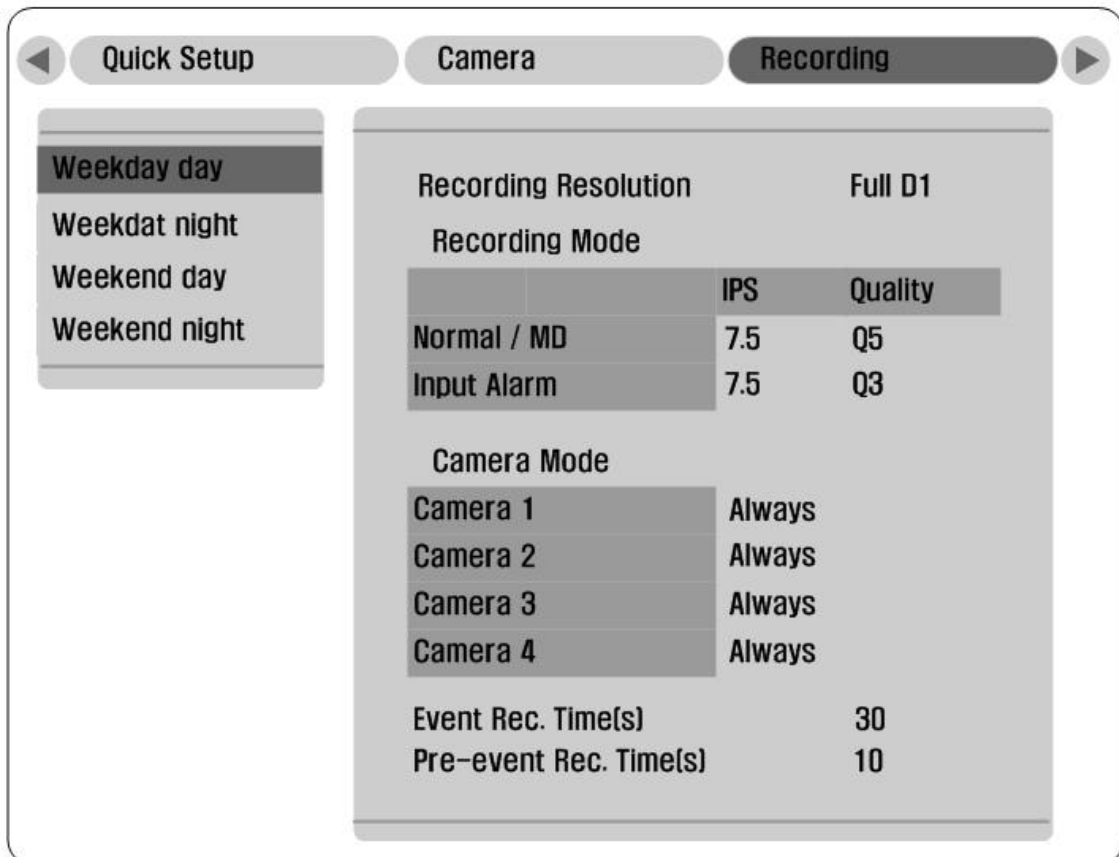 Quick Setup Camera Recording
Weekday day
Weekdat night
Weekend day
Weekend night
Recording Resolution Full D1
Recording Mode
IPS Quality
Normal / MD 7.5 Q5
Input Alarm 7.5 Q3
Camera Mode
Camera 1 Always
Camera 2 Always
Camera 3 Always
Camera 4 Always
Event Rec. Time(s) 30
Pre-event Rec. Time(s) 10